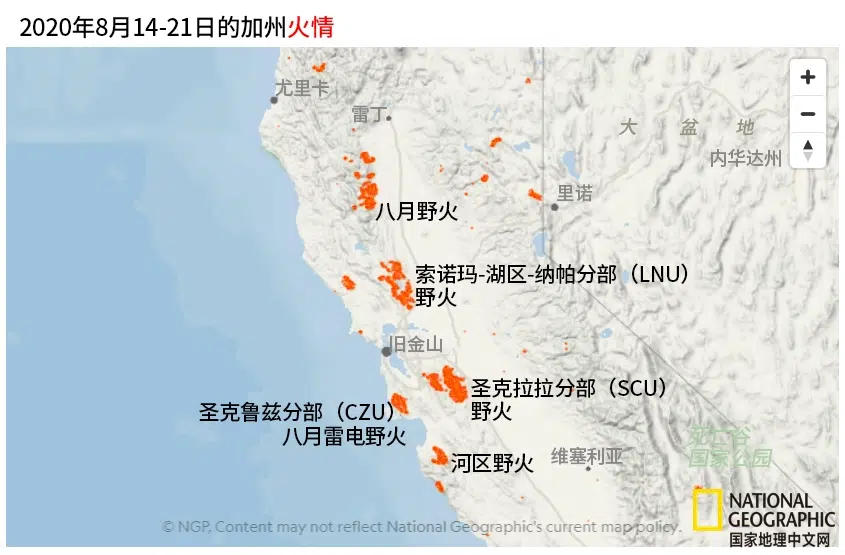 2020年8月14-21日的加州火情
尤里卡
雷丁
大 盆 地
内华达州
里诺
八月野火
索诺玛-湖区-纳帕分部（LNU）
野火
旧金山
圣克拉拉分部（SCU）
野火
圣克鲁兹分部（CZU）
八月雷电野火
河区野火
维塞利亚
死亡谷
国家公园
NATIONAL
GEOGRAPHIC
国家地理中文网
© NGP, Content may not reflect National Geographic's current map policy.